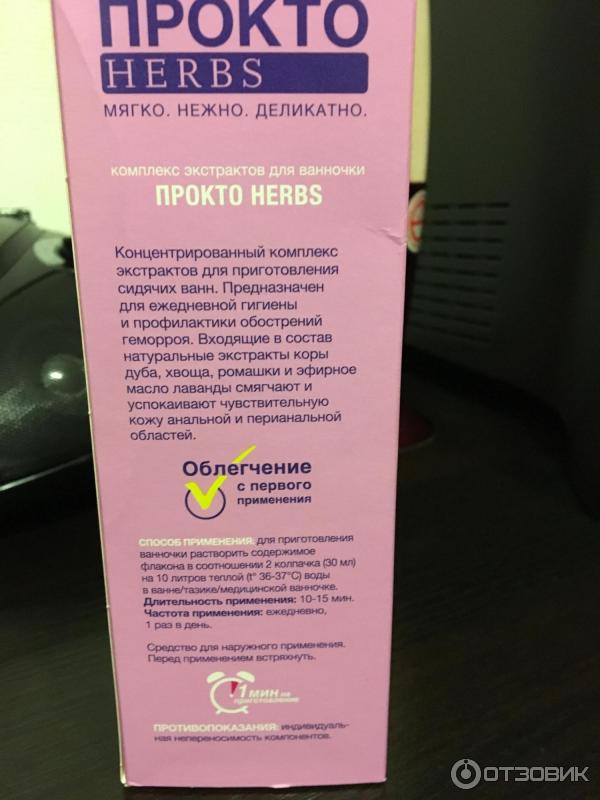 ПРОКТО
HERBS
МЯГКО. НЕЖНО. ДЕЛИКАТНО.
комплекс экстрактов для ванночки
ПРОКТО HERBS
Концентрированный комплекс
экстрактов для приготовления
сидячих ванн. Предназначен
для ежедневной гигиены
и профилактики обострений
геморроя. Входящие в состав
натуральные экстракты коры
дуба, хвоща, ромашки и эфирное
масло лаванды смягчают и
успокаивают чувствительную
кожу анальной и перианальной
областей.
Облегчение
с первого
применения
СПОСОБ ПРИМЕНЕНИЯ: для приготовления
ванночки растворить содержимое
флакона в соотношении 2 колпачка (30 мл)
на 10 литров теплой (t° 36-37°С) воды
в ванне/тазике/медицинской ванночке.
Длительность применения: 10-15 мин.
Частота применения: ежедневно,
1 раз в день.
Средство для наружного применения.
Перед применением встряхнуть.
1 мин на
приготовление
ПРОТИВОПОКАЗАНИЯ: индивидуаль-
ная непереносимость компонентов.
ОТЗОВИК